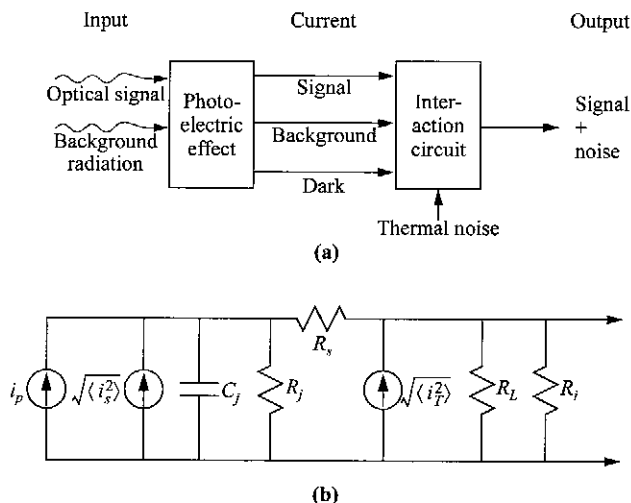 Input Current Output
Optical signal
Background
radiation
Photo-
electric
effect
Signal
Background
Dark
Inter-
action
circuit
Signal
+
noise
Thermal noise
(a)
R_s
i_p √⟨i_s^2⟩ C_j R_j √⟨i_T^2⟩ R_L R_i
(b)